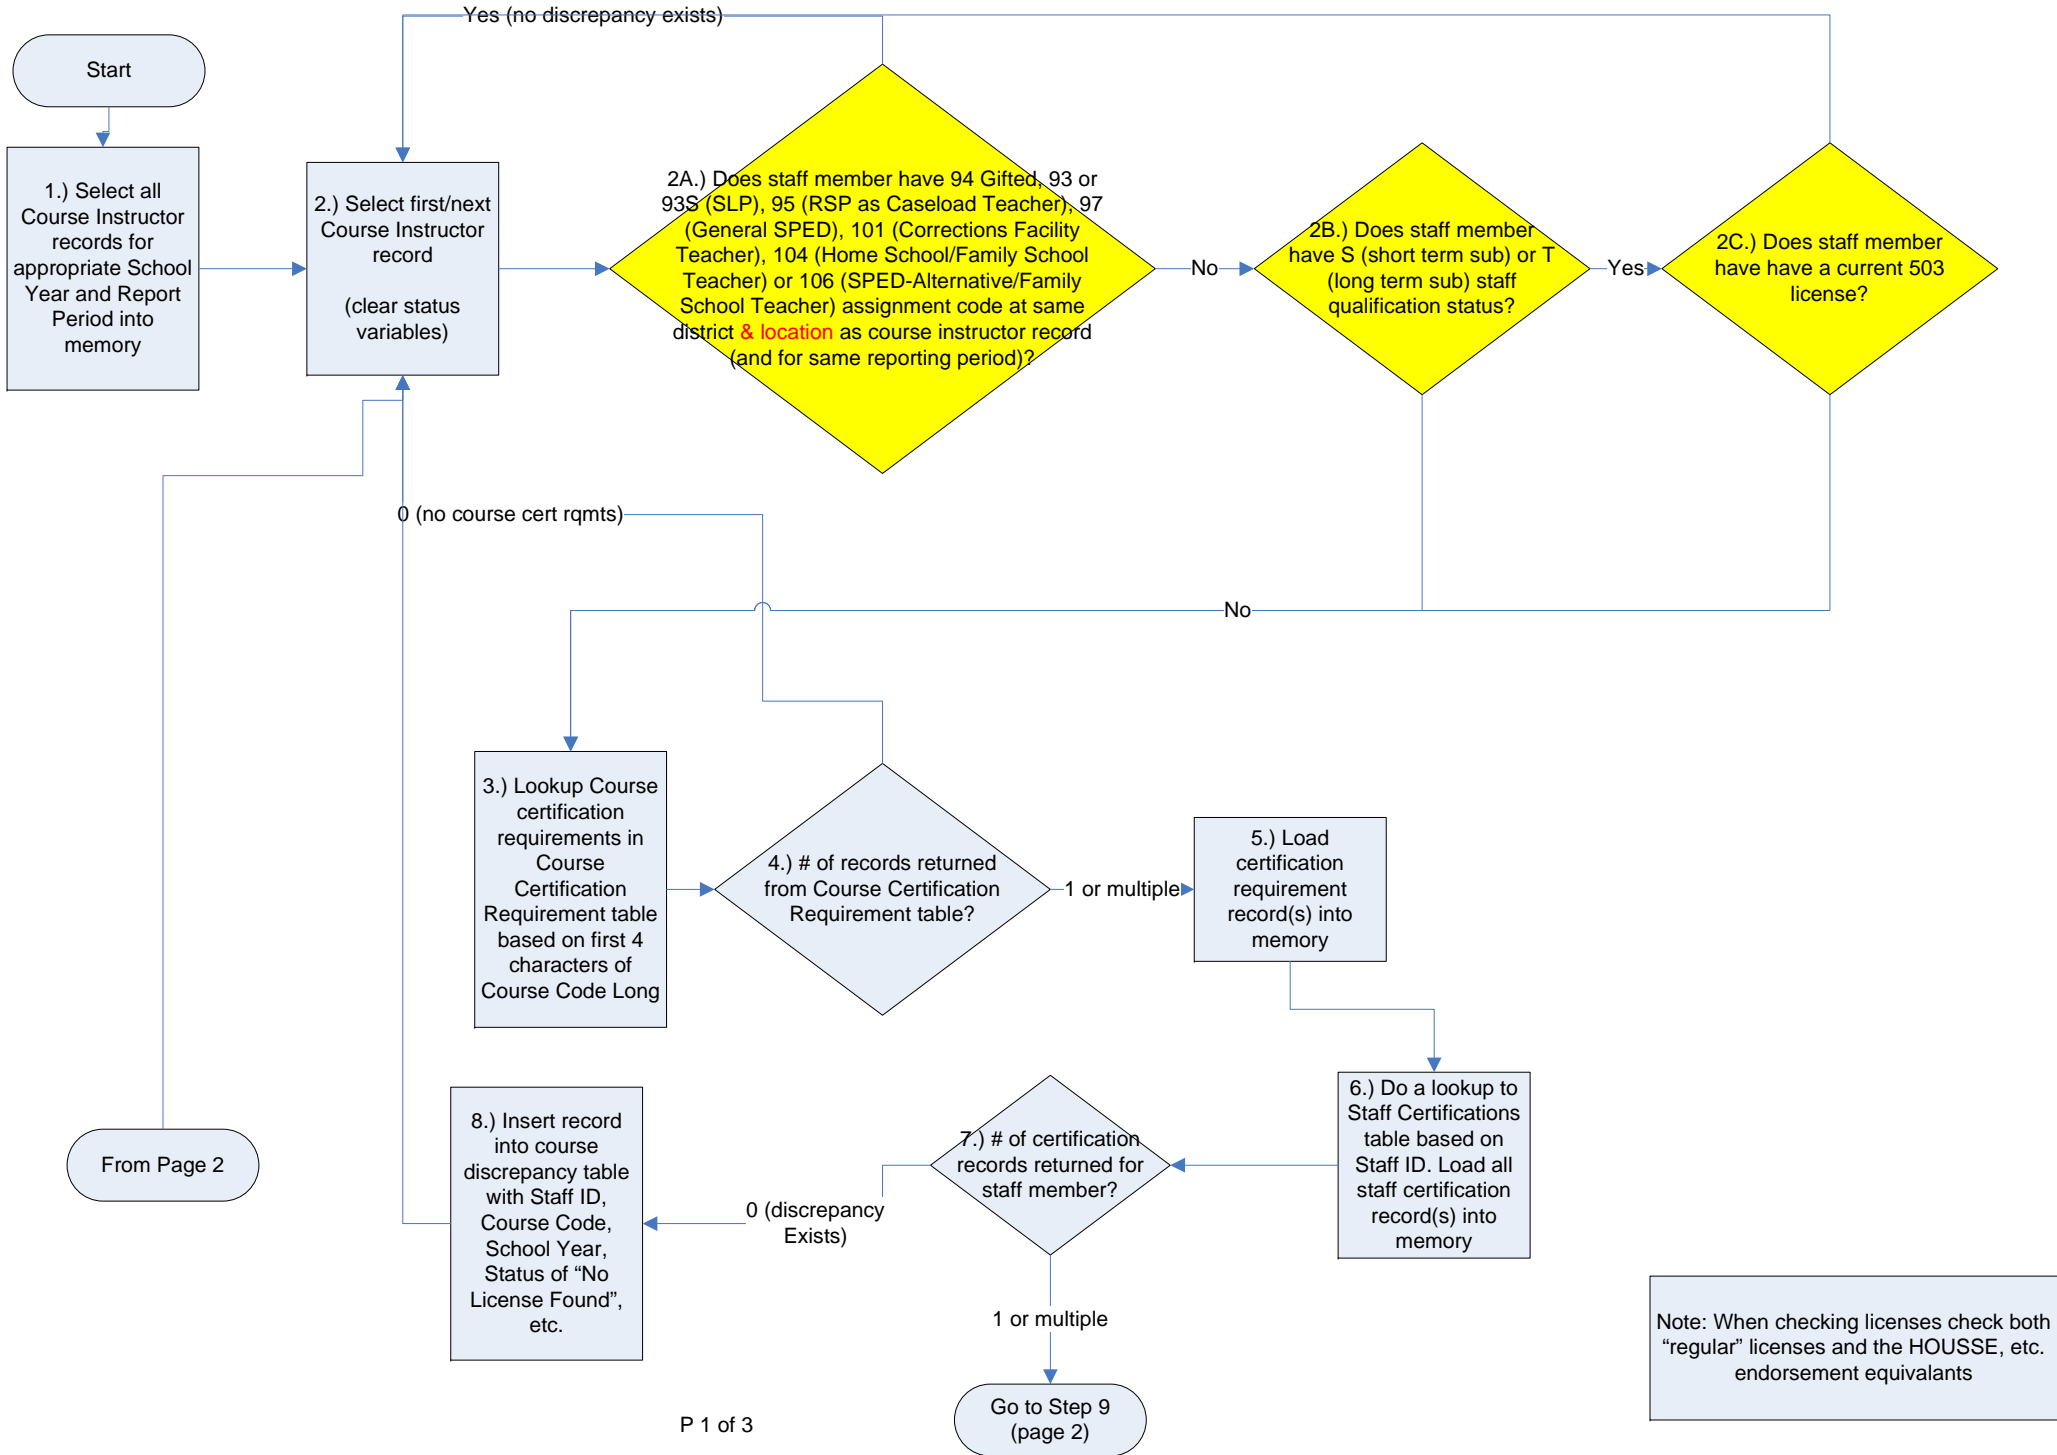 Yes (no discrepancy exists)
Start
1.) Select all
Course Instructor
records for
appropriate School
Year and Report
Period into
memory
2.) Select first/next
Course Instructor
record
(clear status
variables)
2A.) Does staff member have 94 Gifted, 93 or
93S (SLP), 95 (RSP as Caseload Teacher), 97
(General SPED), 101 (Corrections Facility
Teacher), 104 (Home School/Family School
Teacher) or 106 (SPED-Alternative/Family
School Teacher) assignment code at same
district & location as course instructor record
(and for same reporting period)?
No
2B.) Does staff member
have S (short term sub) or T
(long term sub) staff
qualification status?
Yes
2C.) Does staff member
have have a current 503
license?
0 (no course cert rqmts)
No
3.) Lookup Course
certification
requirements in
Course
Certification
Requirement table
based on first 4
characters of
Course Code Long
4.) # of records returned
from Course Certification
Requirement table?
1 or multiple
5.) Load
certification
requirement
record(s) into
memory
6.) Do a lookup to
Staff Certifications
table based on
Staff ID. Load all
staff certification
record(s) into
memory
7.) # of certification
records returned for
staff member?
0 (discrepancy
Exists)
8.) Insert record
into course
discrepancy table
with Staff ID,
Course Code,
School Year,
Status of “No
License Found”,
etc.
From Page 2
1 or multiple
Go to Step 9
(page 2)
Note: When checking licenses check both
“regular” licenses and the HOUSSE, etc.
endorsement equivalants
P 1 of 3